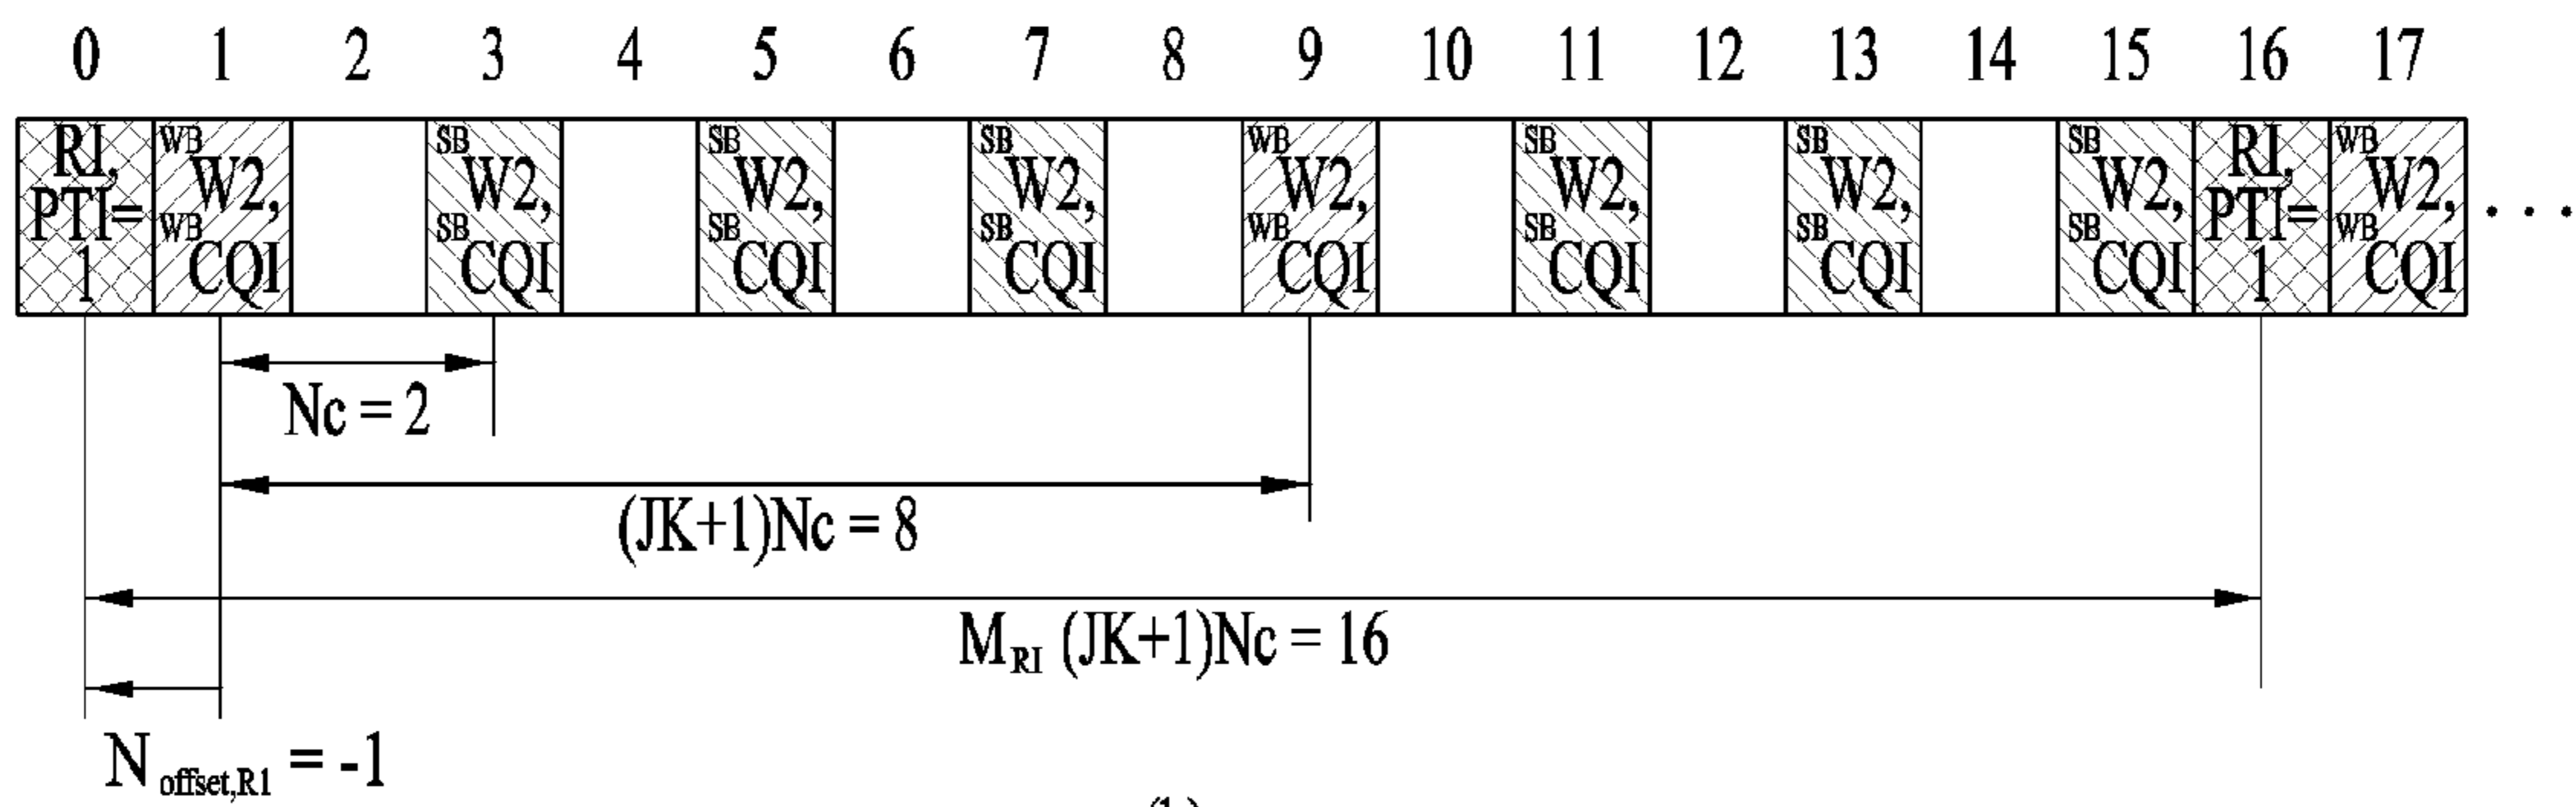 0 1 2 3 4 5 6 7 8 9 10 11 12 13 14 15 16 17
RI,
PTI=
1
WB W2,
WB CQI
SB W2,
SB CQI
SB W2,
SB CQI
SB W2,
SB CQI
WB W2,
WB CQI
SB W2,
SB CQI
SB W2,
SB CQI
SB W2,
SB CQI
RI,
PTI=
1
WB W2,
WB CQI
...
Nc = 2
(JK+1)Nc = 8
MRI (JK+1)Nc = 16
Noffset,R1 = -1